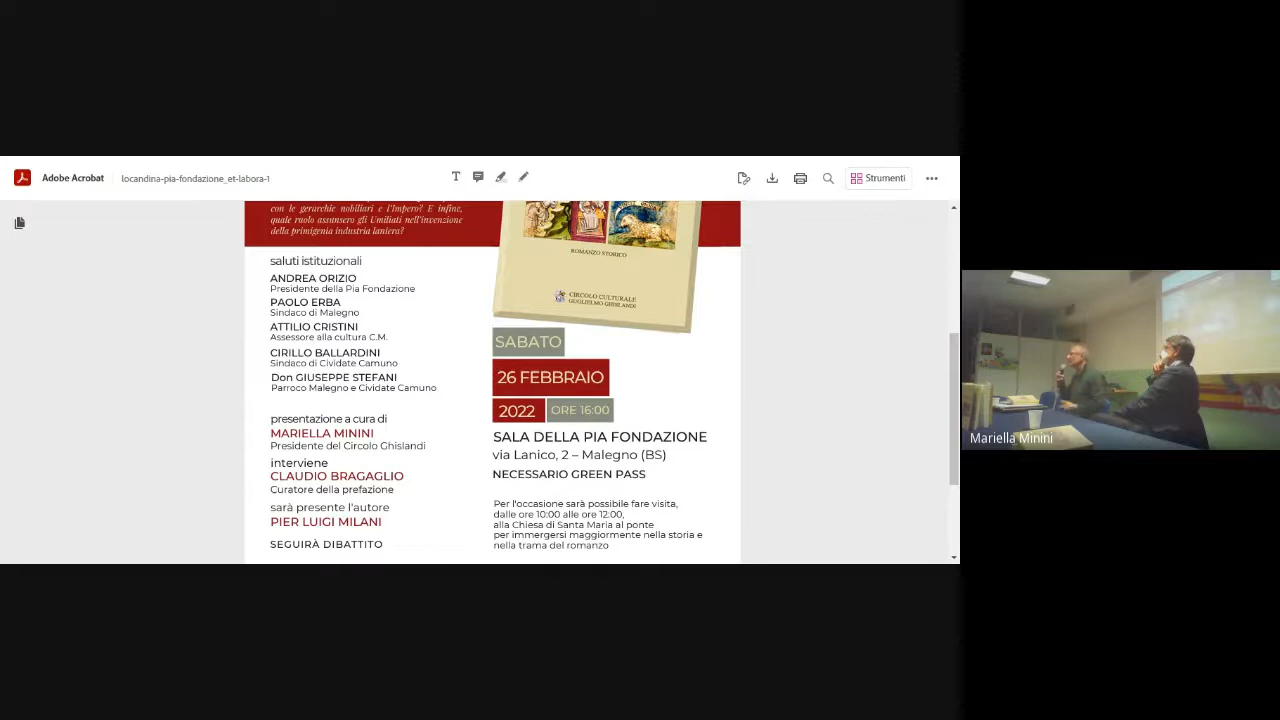 Adobe Acrobat
locandina-pia-fondazione_et-labora-1
Strumenti
con le gerarchie nobiliari e l'Impero? E infine,
quale ruolo assunsero gli Umiliati nell'invenzione
della primigenia industria laniera?
saluti istituzionali
ANDREA ORIZIO
Presidente della Pia Fondazione
PAOLO ERBA
Sindaco di Malegno
ATTILIO CRISTINI
Assessore alla cultura C.M.
CIRILLO BALLARDINI
Sindaco di Cividate Camuno
Don GIUSEPPE STEFANI
Parroco Malegno e Cividate Camuno
presentazione a cura di
MARIELLA MININI
Presidente del Circolo Ghislandi
interviene
CLAUDIO BRAGAGLIO
Curatore della prefazione
sarà presente l'autore
PIER LUIGI MILANI
SEGUIRÀ DIBATTITO
ROMANZO STORICO
CIRCOLO CULTURALE
GUGLIELMO GHISLANDI
SABATO
26 FEBBRAIO
2022 ORE 16:00
SALA DELLA PIA FONDAZIONE
via Lanico, 2 – Malegno (BS)
NECESSARIO GREEN PASS
Per l'occasione sarà possibile fare visita,
dalle ore 10:00 alle ore 12:00,
alla Chiesa di Santa Maria al ponte
per immergersi maggiormente nella storia e
nella trama del romanzo
Mariella Minini